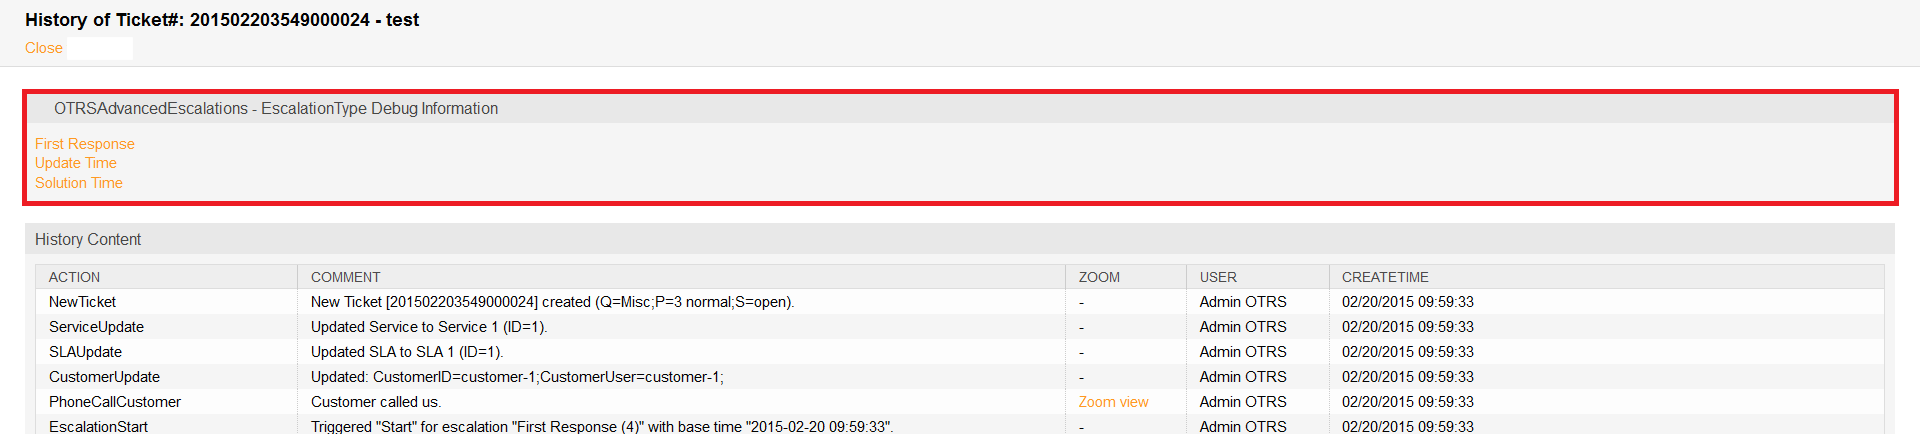 History of Ticket#: 201502203549000024 - test
Close
OTRSAdvancedEscalations - EscalationType Debug Information
First Response
Update Time
Solution Time
History Content
ACTION COMMENT ZOOM USER CREATETIME
NewTicket New Ticket [201502203549000024] created (Q=Misc;P=3 normal;S=open). - Admin OTRS 02/20/2015 09:59:33
ServiceUpdate Updated Service to Service 1 (ID=1). - Admin OTRS 02/20/2015 09:59:33
SLAUpdate Updated SLA to SLA 1 (ID=1). - Admin OTRS 02/20/2015 09:59:33
CustomerUpdate Updated: CustomerID=customer-1;CustomerUser=customer-1; - Admin OTRS 02/20/2015 09:59:33
PhoneCallCustomer Customer called us. Zoom view Admin OTRS 02/20/2015 09:59:33
EscalationStart Triggered "Start" for escalation "First Response (4)" with base time "2015-02-20 09:59:33". - Admin OTRS 02/20/2015 09:59:33